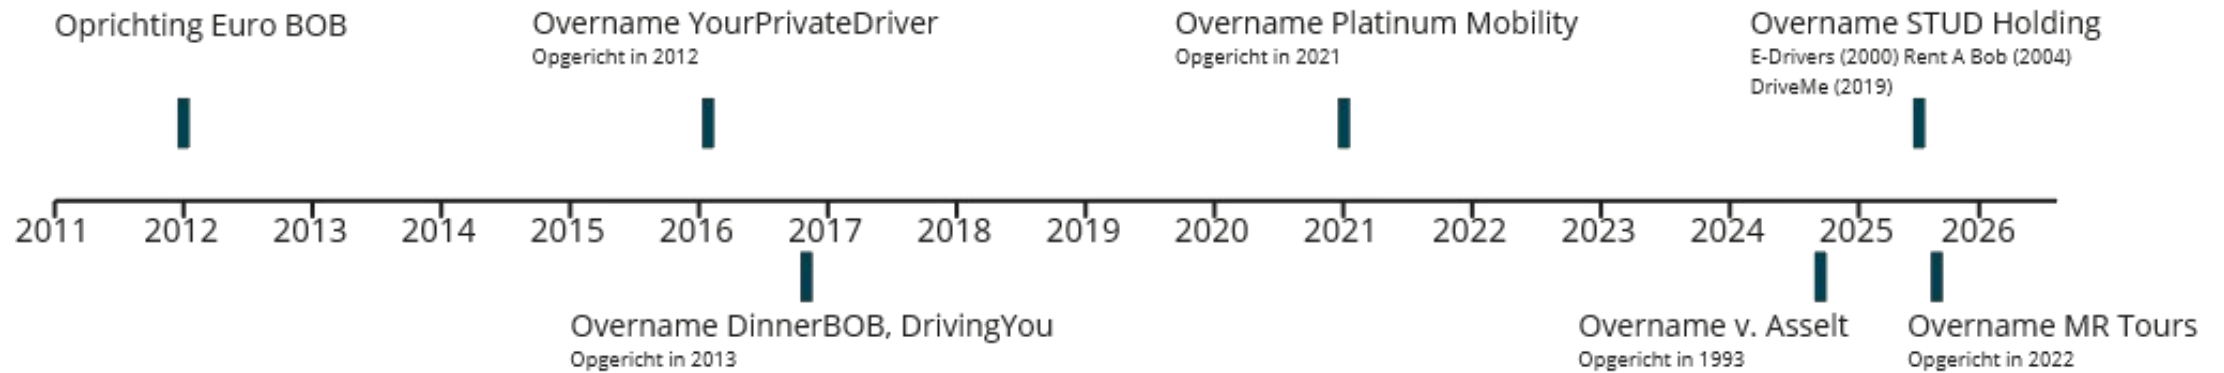 Oprichting Euro BOB
Overname YourPrivateDriver
Opgericht in 2012
Overname Platinum Mobility
Opgericht in 2021
Overname STUD Holding
E-Drivers (2000) Rent A Bob (2004)
DriveMe (2019)
2011 2012 2013 2014 2015 2016 2017 2018 2019 2020 2021 2022 2023 2024 2025 2026
Overname DinnerBOB, DrivingYou
Opgericht in 2013
Overname v. Asselt
Opgericht in 1993
Overname MR Tours
Opgericht in 2022